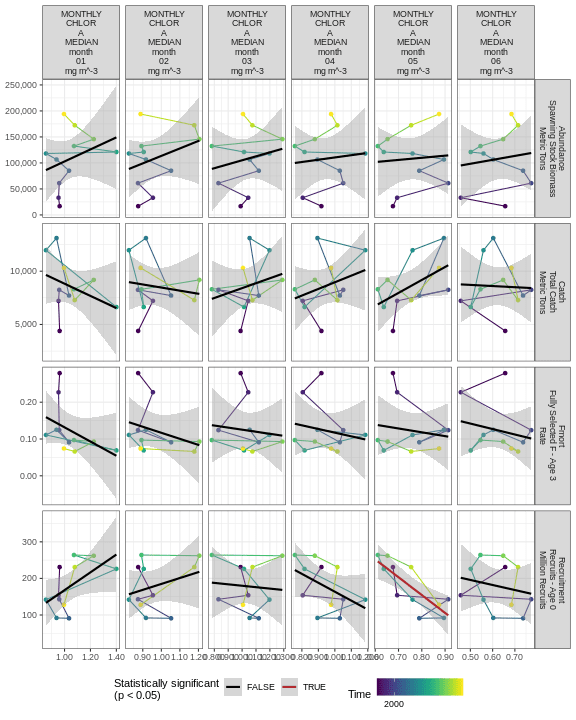 MONTHLY MONTHLY MONTHLY MONTHLY MONTHLY MONTHLY
CHLOR CHLOR CHLOR CHLOR CHLOR CHLOR
A A A A A A
MEDIAN MEDIAN MEDIAN MEDIAN MEDIAN MEDIAN
month month month month month month
01 02 03 04 05 06
mg m^-3 mg m^-3 mg m^-3 mg m^-3 mg m^-3 mg m^-3
250,000
200,000
150,000
100,000
50,000
0
Abundance
Spawning Stock Biomass
Metric Tons
10,000
5,000
Catch
Total Catch
Metric Tons
0.20
0.10
0.00
Fmort
Fully Selected F - Age 3
Rate
300
200
100
Recruitment
Recruits - Age 0
Million Recruits
1.00 1.20 1.40 0.90 1.00 1.10 1.20 0.70 0.80 0.90 0.50 0.60 0.70
Statistically significant
(p < 0.05)
FALSE TRUE
Time
2000